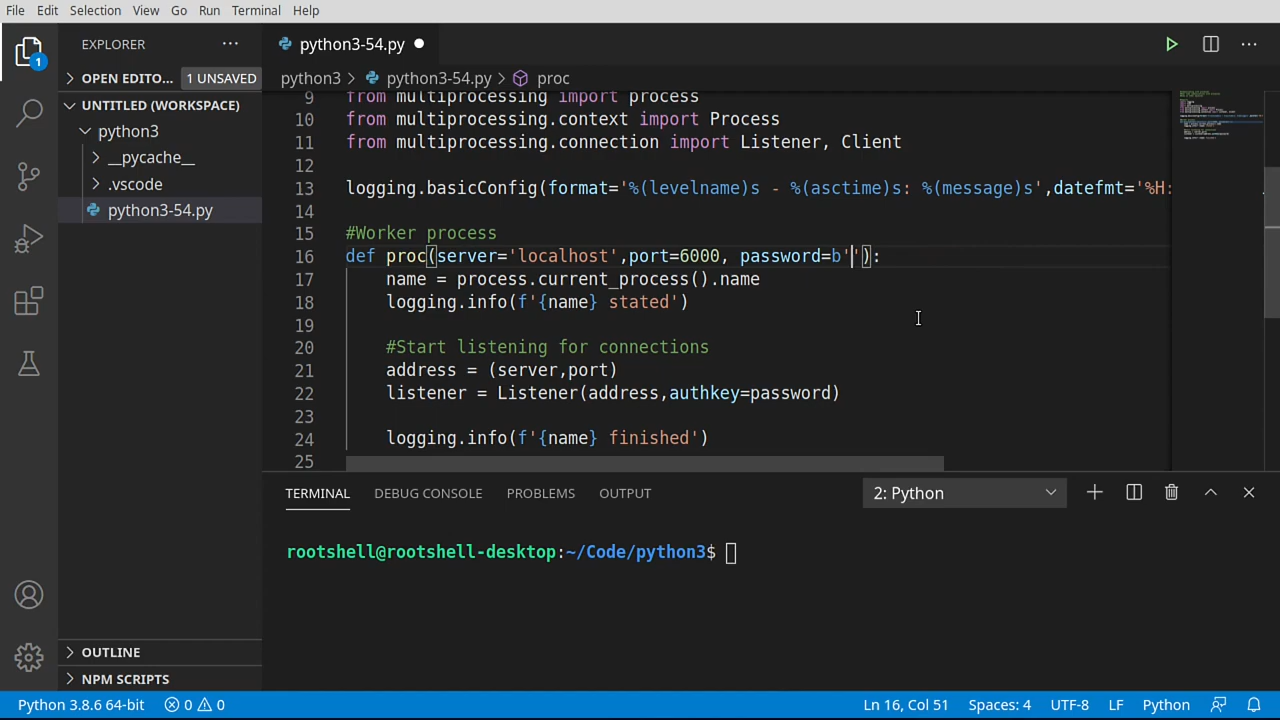 File Edit Selection View Go Run Terminal Help
EXPLORER
python3-54.py
1
OPEN EDITO... 1 UNSAVED
UNTITLED (WORKSPACE)
python3
__pycache__
.vscode
python3-54.py
python3 > python3-54.py > proc
9 from multiprocessing import process
10 from multiprocessing.context import Process
11 from multiprocessing.connection import Listener, Client
12
13 logging.basicConfig(format='%(levelname)s - %(asctime)s: %(message)s',datefmt='%H:
14
15 #Worker process
16 def proc(server='localhost',port=6000, password=b''):
17 name = process.current_process().name
18 logging.info(f'{name} stated')
19
20 #Start listening for connections
21 address = (server,port)
22 listener = Listener(address,authkey=password)
23
24 logging.info(f'{name} finished')
25
TERMINAL DEBUG CONSOLE PROBLEMS OUTPUT 2: Python
rootshell@rootshell-desktop:~/Code/python3$
OUTLINE
NPM SCRIPTS
Python 3.8.6 64-bit 0 0 Ln 16, Col 51 Spaces: 4 UTF-8 LF Python